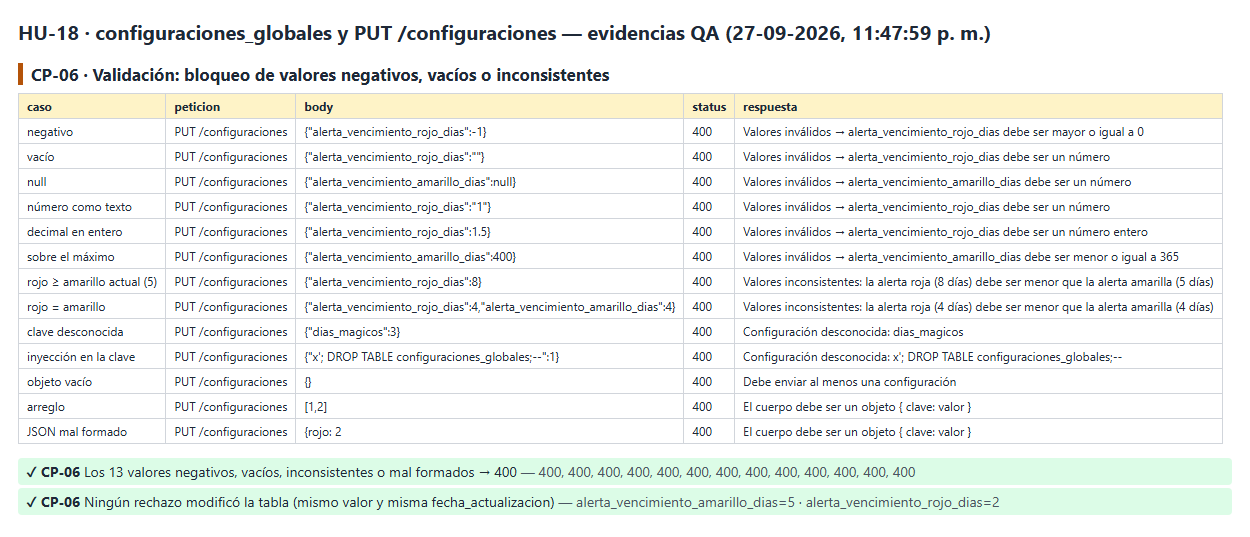 HU-18 · configuraciones_globales y PUT /configuraciones — evidencias QA (27-09-2026, 11:47:59 p. m.)
CP-06 · Validación: bloqueo de valores negativos, vacíos o inconsistentes
caso peticion body status respuesta
negativo PUT /configuraciones {"alerta_vencimiento_rojo_dias":-1} 400 Valores inválidos → alerta_vencimiento_rojo_dias debe ser mayor o igual a 0
vacío PUT /configuraciones {"alerta_vencimiento_rojo_dias":""} 400 Valores inválidos → alerta_vencimiento_rojo_dias debe ser un número
null PUT /configuraciones {"alerta_vencimiento_amarillo_dias":null} 400 Valores inválidos → alerta_vencimiento_amarillo_dias debe ser un número
número como texto PUT /configuraciones {"alerta_vencimiento_rojo_dias":"1"} 400 Valores inválidos → alerta_vencimiento_rojo_dias debe ser un número
decimal en entero PUT /configuraciones {"alerta_vencimiento_rojo_dias":1.5} 400 Valores inválidos → alerta_vencimiento_rojo_dias debe ser un número entero
sobre el máximo PUT /configuraciones {"alerta_vencimiento_amarillo_dias":400} 400 Valores inválidos → alerta_vencimiento_amarillo_dias debe ser menor o igual a 365
rojo ≥ amarillo actual (5) PUT /configuraciones {"alerta_vencimiento_rojo_dias":8} 400 Valores inconsistentes: la alerta roja (8 días) debe ser menor que la alerta amarilla (5 días)
rojo = amarillo PUT /configuraciones {"alerta_vencimiento_rojo_dias":4,"alerta_vencimiento_amarillo_dias":4} 400 Valores inconsistentes: la alerta roja (4 días) debe ser menor que la alerta amarilla (4 días)
clave desconocida PUT /configuraciones {"dias_magicos":3} 400 Configuración desconocida: dias_magicos
inyección en la clave PUT /configuraciones {"x'; DROP TABLE configuraciones_globales;--":1} 400 Configuración desconocida: x'; DROP TABLE configuraciones_globales;--
objeto vacío PUT /configuraciones {} 400 Debe enviar al menos una configuración
arreglo PUT /configuraciones [1,2] 400 El cuerpo debe ser un objeto { clave: valor }
JSON mal formado PUT /configuraciones {rojo: 2 400 El cuerpo debe ser un objeto { clave: valor }
✓ CP-06 Los 13 valores negativos, vacíos, inconsistentes o mal formados → 400 — 400, 400, 400, 400, 400, 400, 400, 400, 400, 400, 400, 400, 400
✓ CP-06 Ningún rechazo modificó la tabla (mismo valor y misma fecha_actualizacion) — alerta_vencimiento_amarillo_dias=5 · alerta_vencimiento_rojo_dias=2